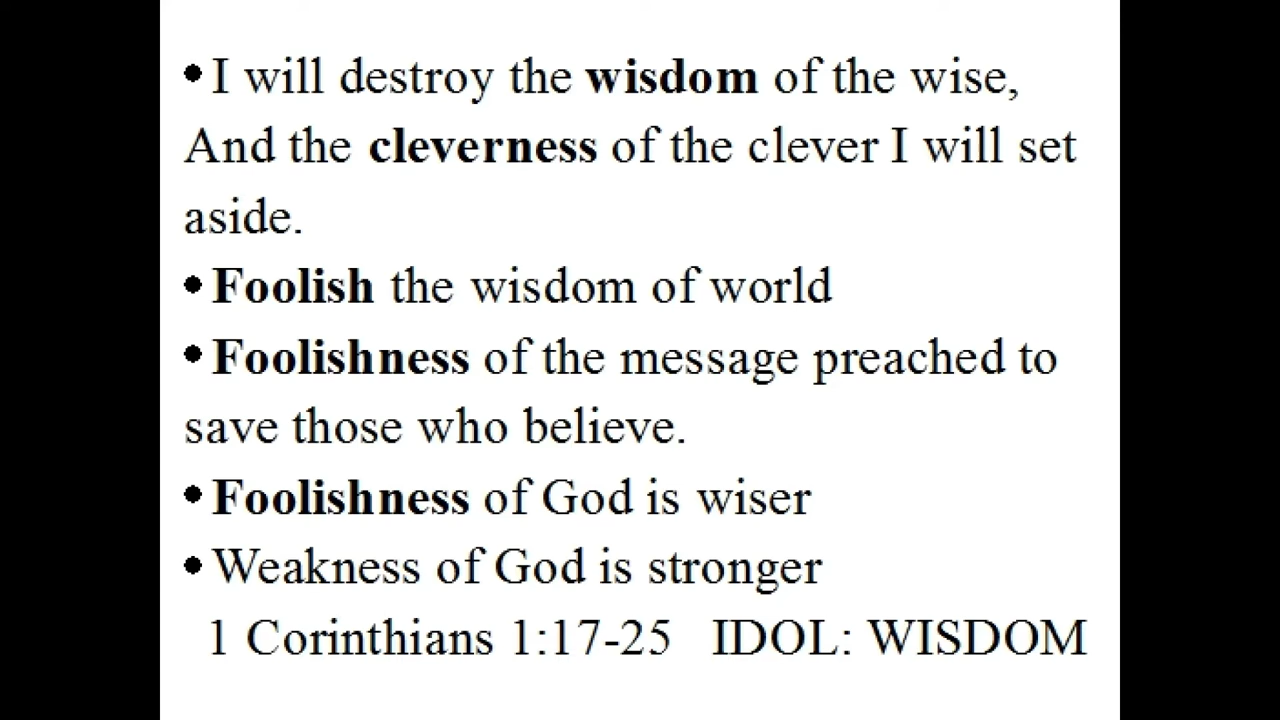 •I will destroy the wisdom of the wise,
And the cleverness of the clever I will set
aside.
•Foolish the wisdom of world
•Foolishness of the message preached to
save those who believe.
•Foolishness of God is wiser
•Weakness of God is stronger
1 Corinthians 1:17-25 IDOL: WISDOM